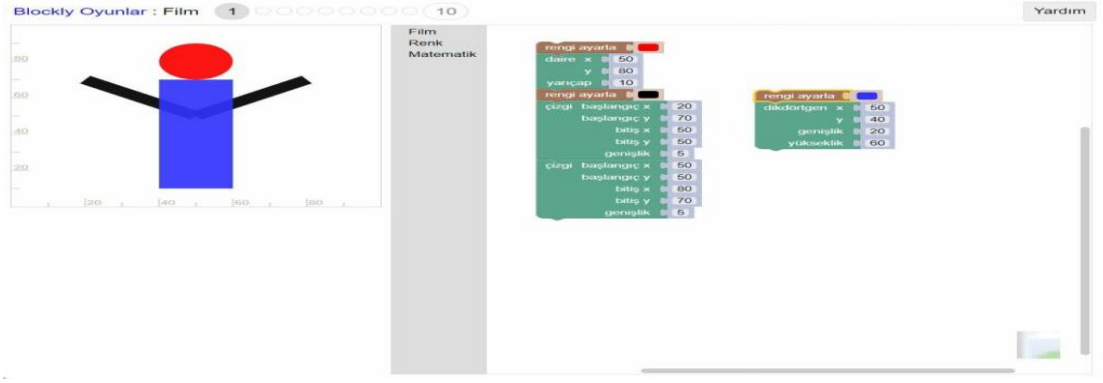 Blockly Oyunlar : Film 1 10 Yardım
Film
Renk
Matematik
80
60
40
20
20 40 60 80
rengi ayarla
daire x 50
y 80
yarıçap 10
rengi ayarla
çizgi başlangıç x 20
başlangıç y 70
bitiş x 50
bitiş y 50
genişlik 5
çizgi başlangıç x 50
başlangıç y 50
bitiş x 80
bitiş y 70
genişlik 5
rengi ayarla
dikdörtgen x 50
y 40
genişlik 20
yükseklik 60